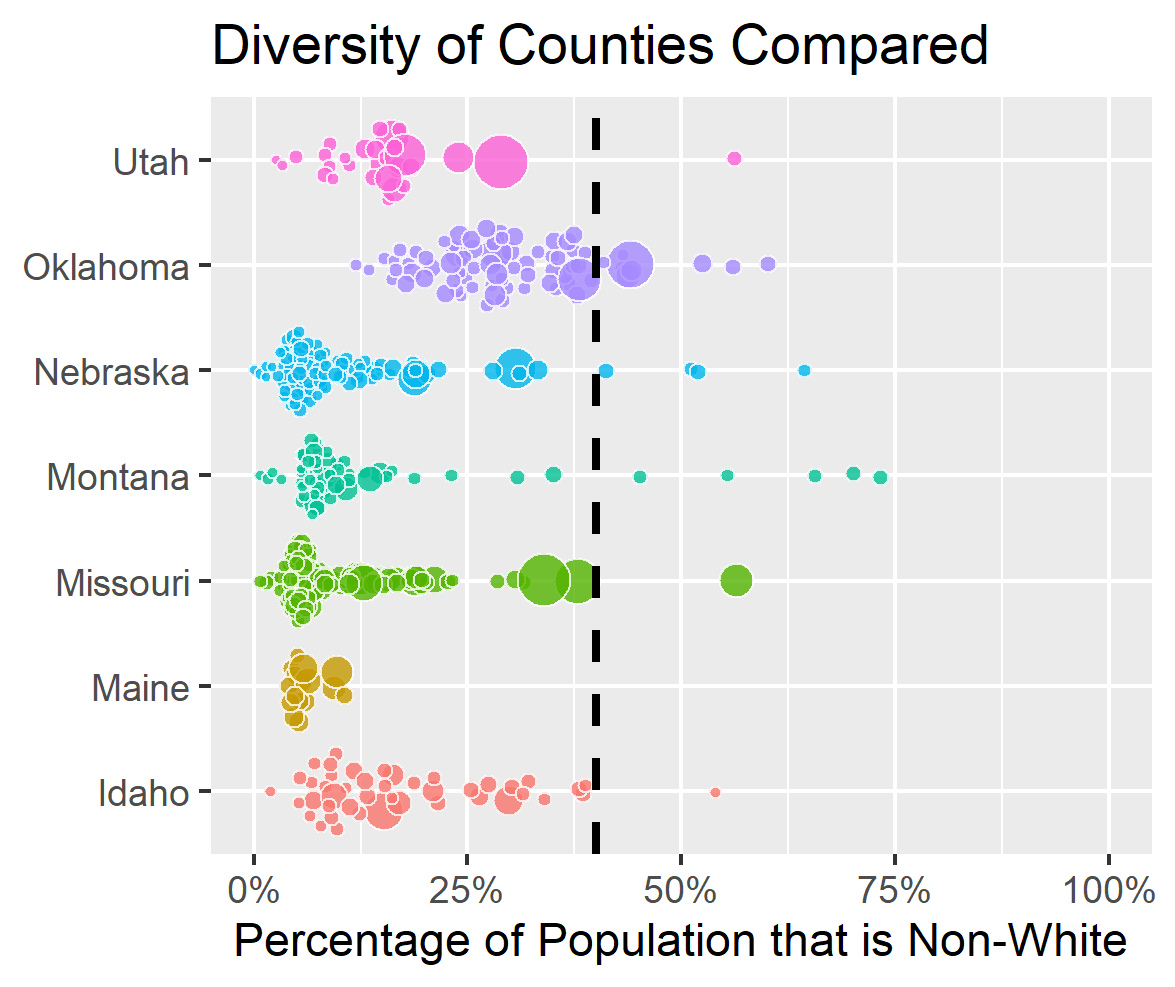 Diversity of Counties Compared
Utah
Oklahoma
Nebraska
Montana
Missouri
Maine
Idaho
0% 25% 50% 75% 100%
Percentage of Population that is Non-White